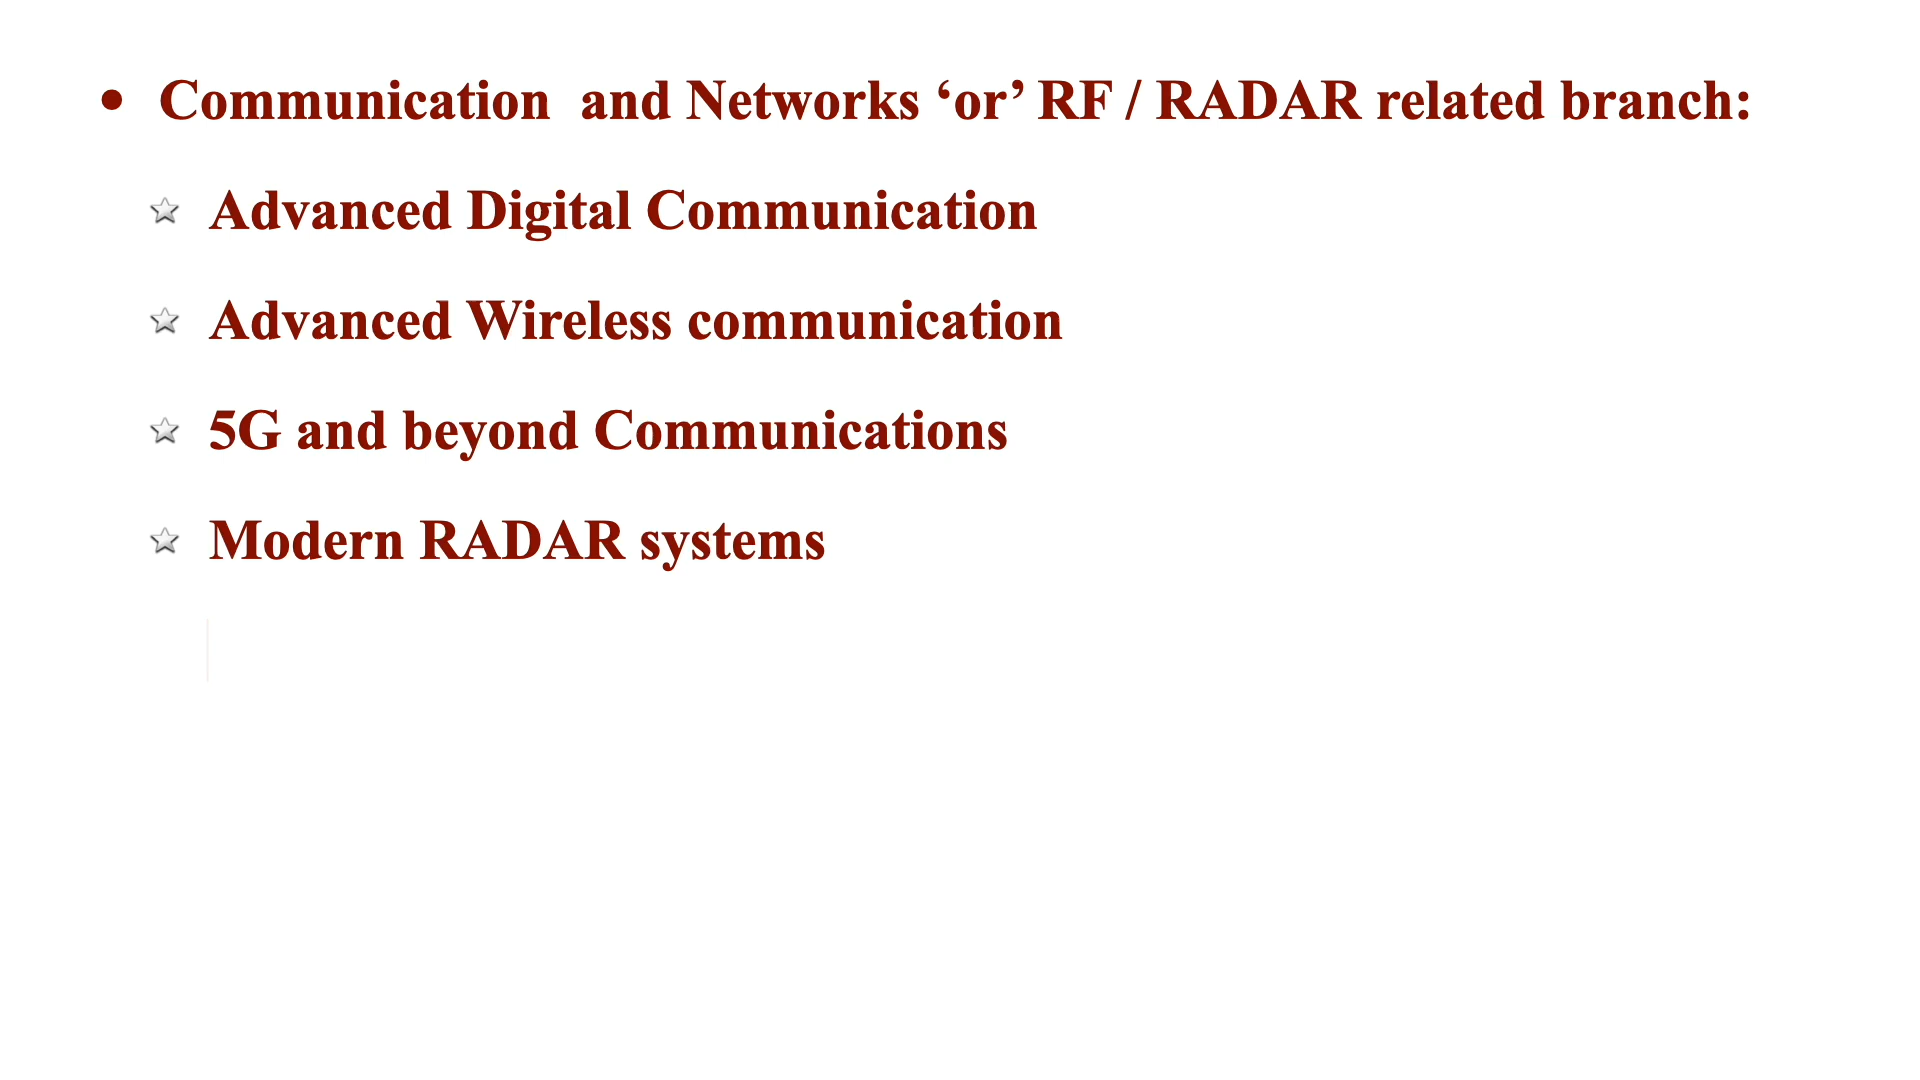 • Communication  and Networks ‘or’ RF / RADAR related branch:
☆ Advanced Digital Communication
☆ Advanced Wireless communication
☆ 5G and beyond Communications
☆ Modern RADAR systems